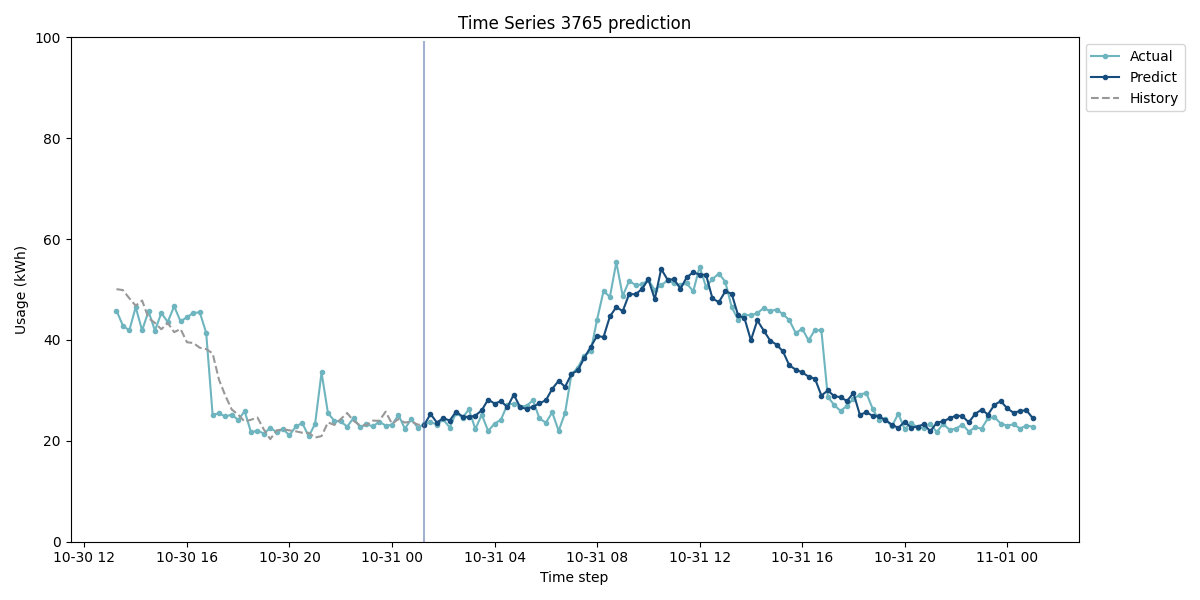 Time Series 3765 prediction
100
80
60
40
20
0
Usage (kWh)
10-30 12
10-30 16
10-30 20
10-31 00
10-31 04
10-31 08
10-31 12
10-31 16
10-31 20
11-01 00
Time step
Actual
Predict
History